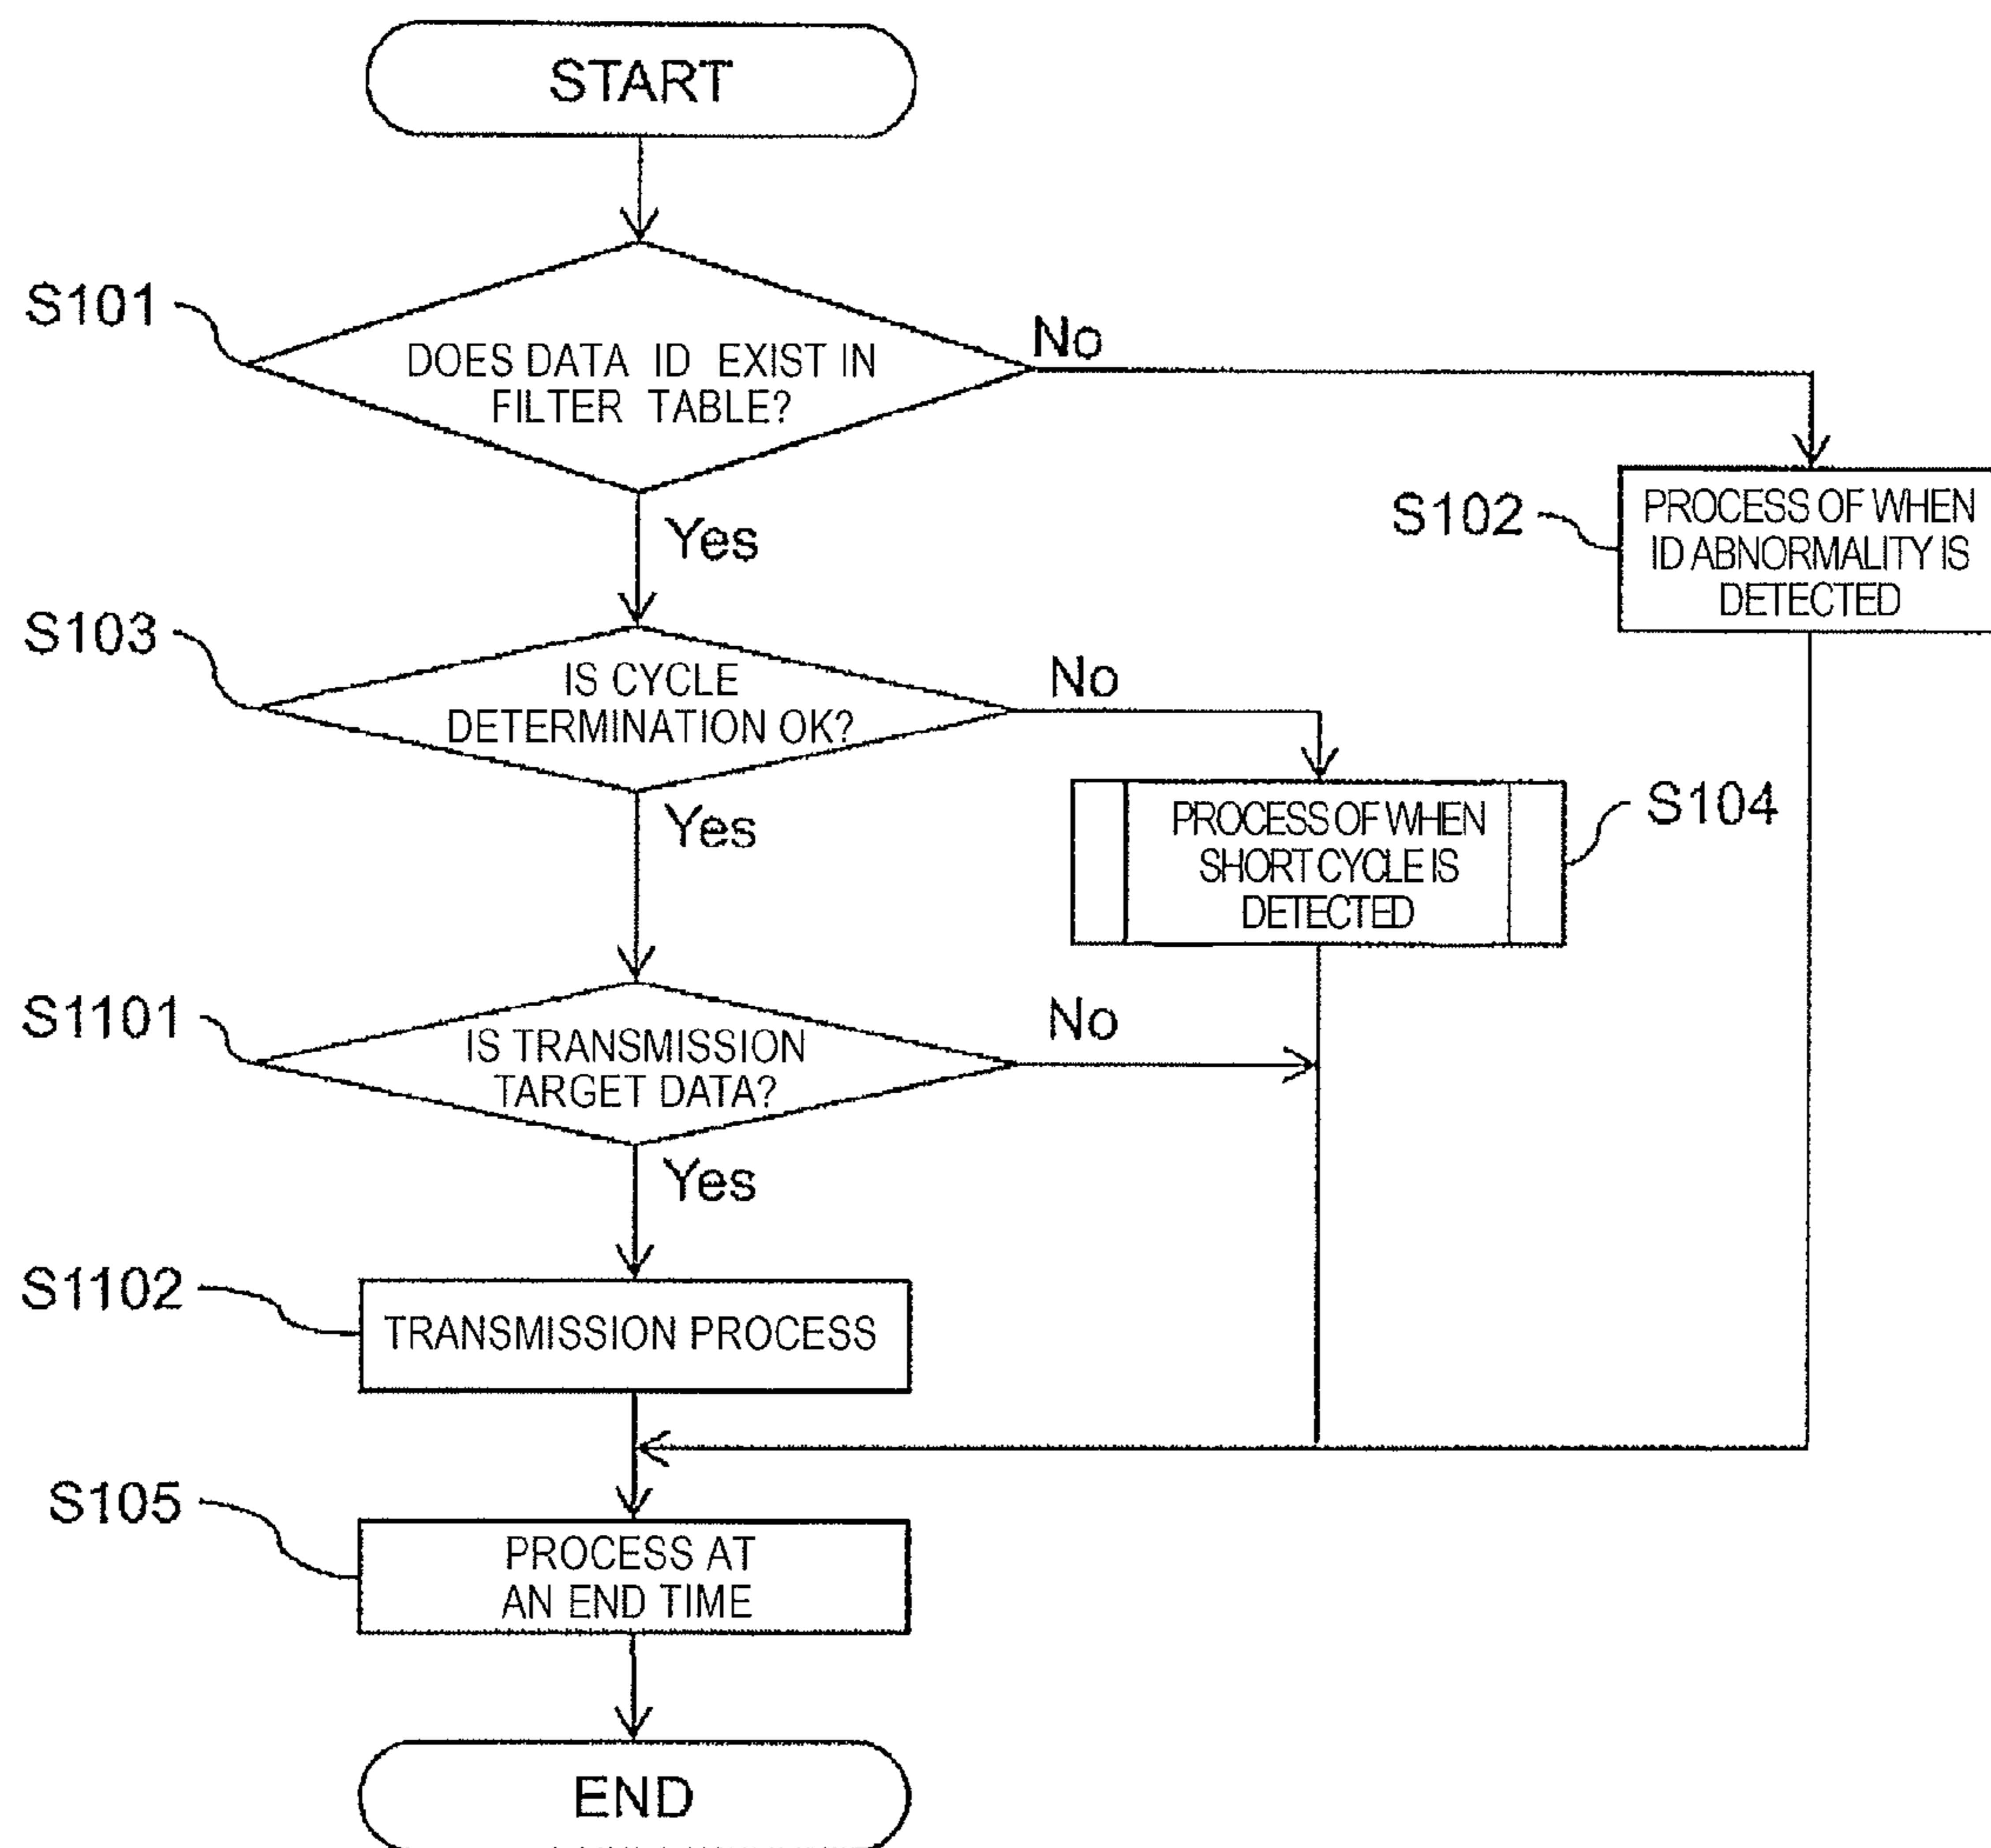 START
S101
DOES DATA ID EXIST IN
FILTER TABLE?
No
Yes
S102
PROCESS OF WHEN
ID ABNORMALITY IS
DETECTED
S103
IS CYCLE
DETERMINATION OK?
No
Yes
PROCESS OF WHEN
SHORT CYCLE IS
DETECTED
S104
S1101
IS TRANSMISSION
TARGET DATA?
No
Yes
S1102
TRANSMISSION PROCESS
S105
PROCESS AT
AN END TIME
END